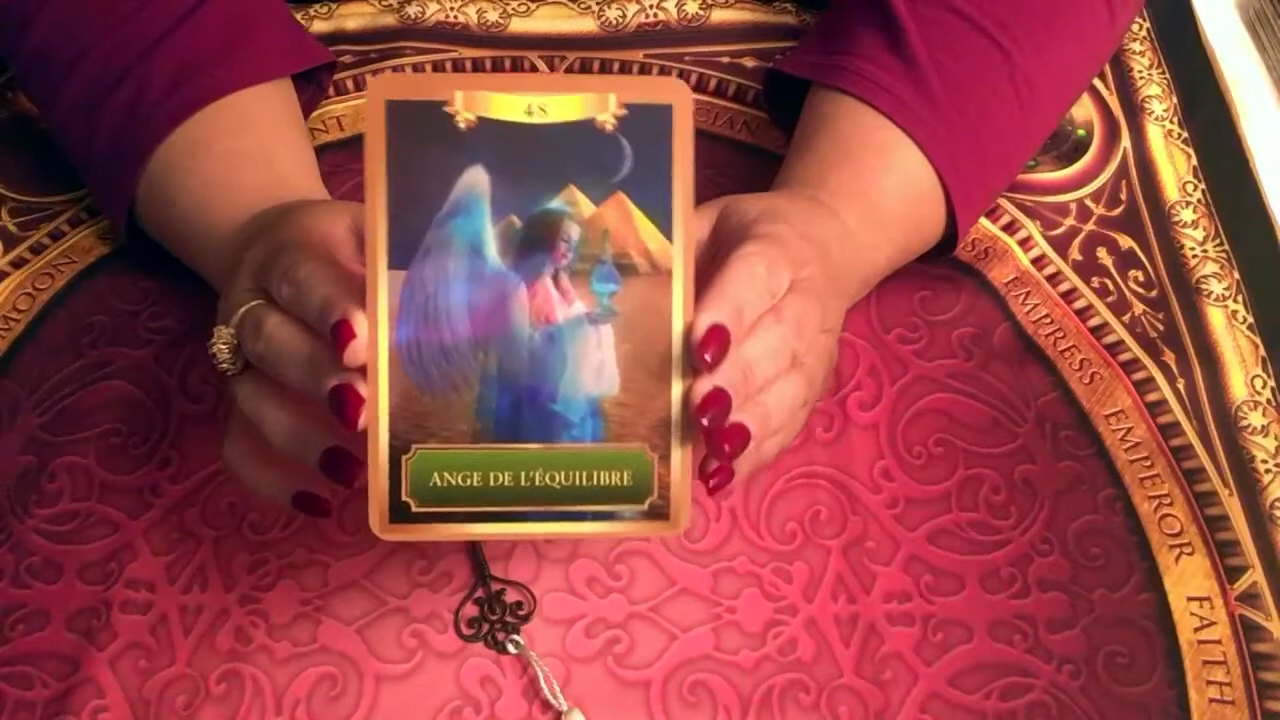 48
ANGE DE L'ÉQUILIBRE
MOON
EMPRESS
EMPEROR
FAITH